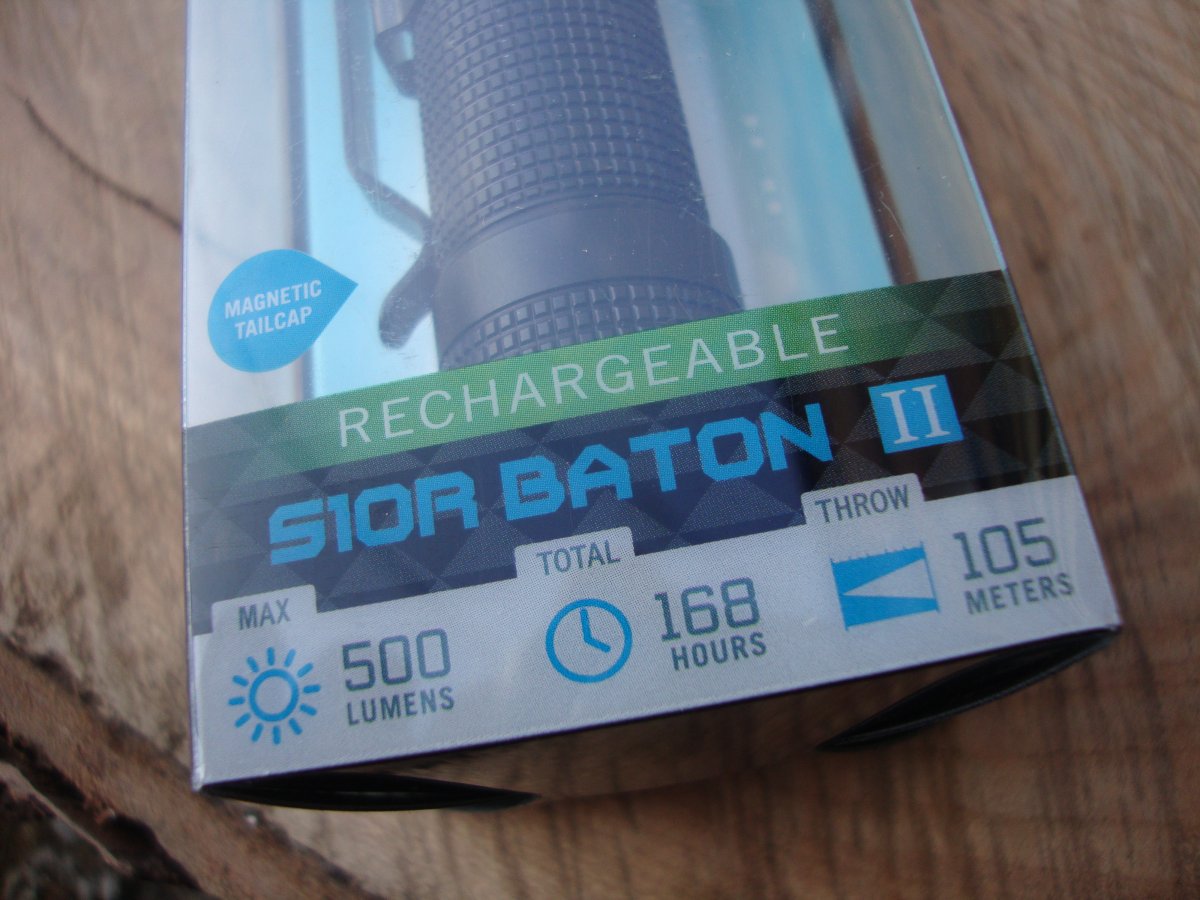 MAGNETIC
TAILCAP
RECHARGEABLE
S10R BATON II
MAX
500
LUMENS
TOTAL
168
HOURS
THROW
105
METERS